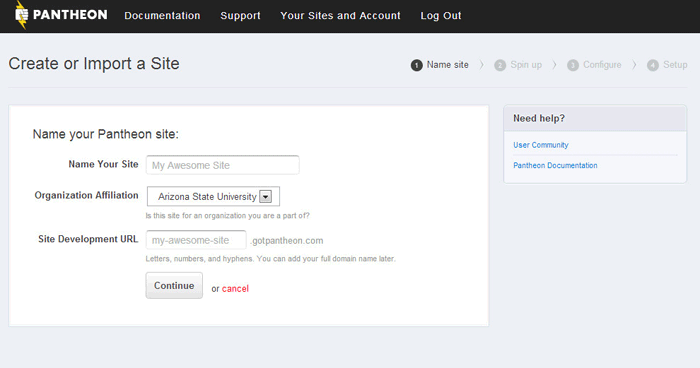 PANTHEON Documentation Support Your Sites and Account Log Out
Create or Import a Site
1 Name site 2 Spin up 3 Configure 4 Setup
Name your Pantheon site:
Name Your Site My Awesome Site
Organization Affiliation Arizona State University
Is this site for an organization you are a part of?
Site Development URL my-awesome-site .gotpantheon.com
Letters, numbers, and hyphens. You can add your full domain name later.
Continue or cancel
Need help?
User Community
Pantheon Documentation